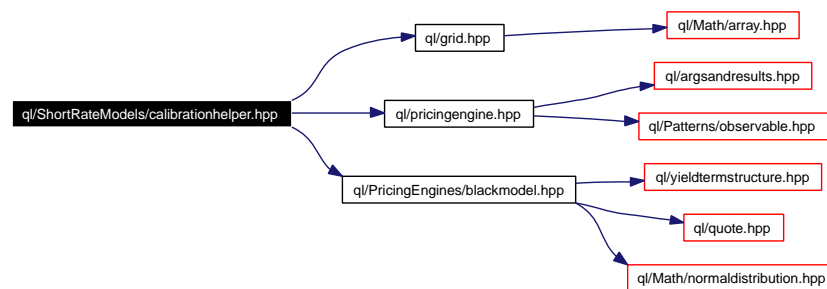 ql/ShortRateModels/calibrationhelper.hpp
ql/grid.hpp
ql/pricingengine.hpp
ql/PricingEngines/blackmodel.hpp
ql/Math/array.hpp
ql/argsandresults.hpp
ql/Patterns/observable.hpp
ql/yieldtermstructure.hpp
ql/quote.hpp
ql/Math/normaldistribution.hpp